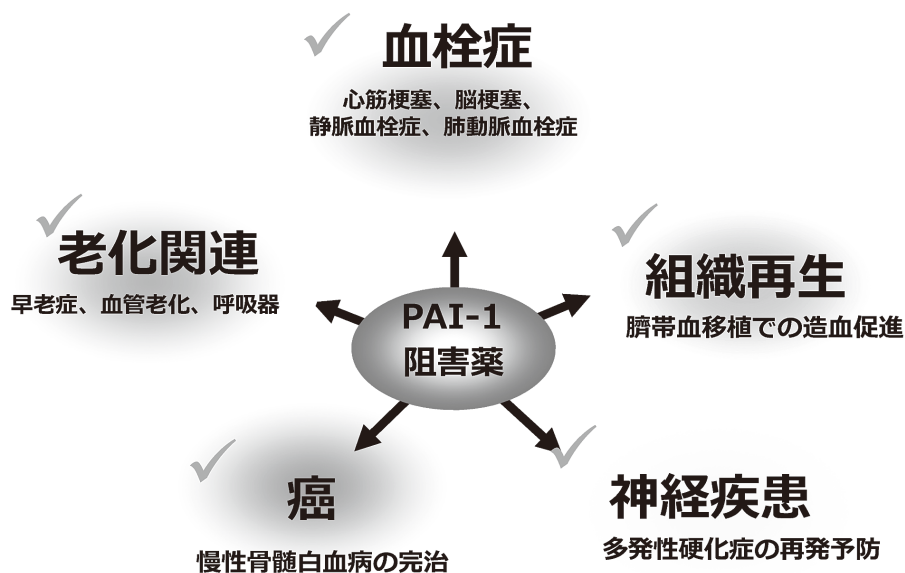 血栓症
心筋梗塞、脳梗塞、
静脈血栓症、肺動脈血栓症
老化関連
早老症、血管老化、呼吸器
組織再生
臍帯血移植での造血促進
PAI-1
阻害薬
癌
慢性骨髄白血病の完治
神経疾患
多発性硬化症の再発予防